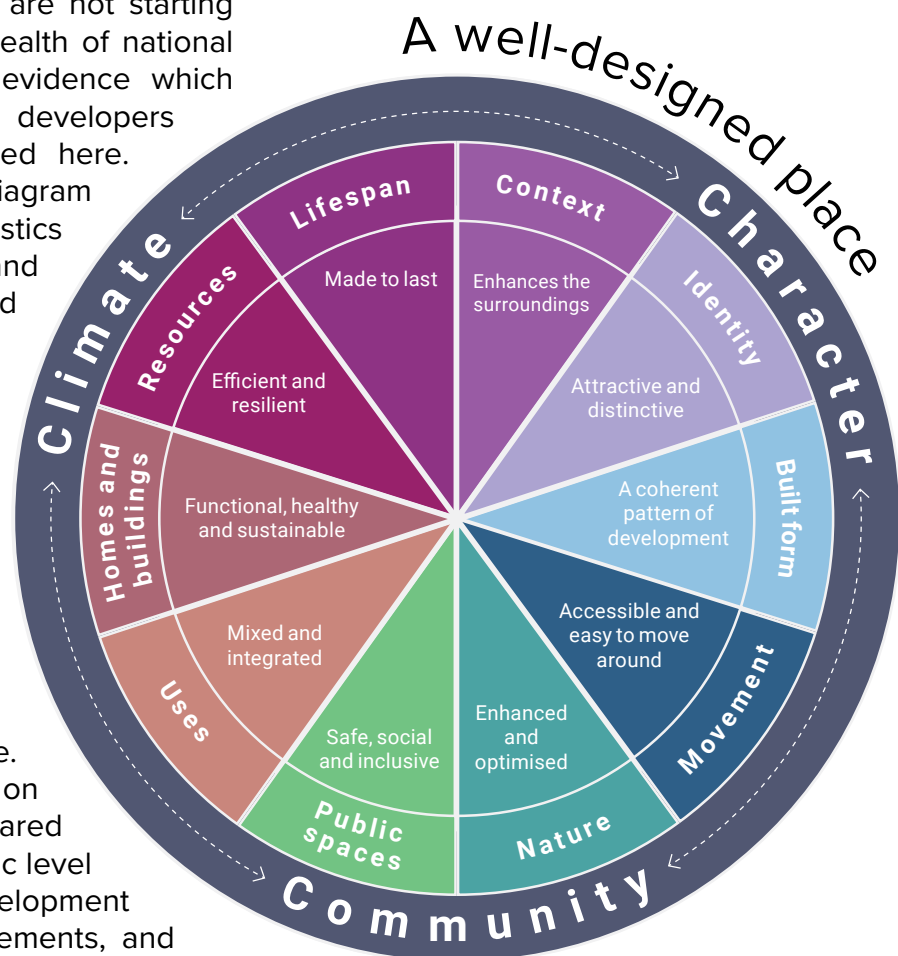 are not starting
ealth of national
evidence which
developers
ed here.
iagram
stics
and
d
e.
on
ared
c level
elopment
ements, and
A well-designed place
Climate
Character
Community
Context
Enhances the
surroundings
Identity
Attractive and
distinctive
Built form
A coherent
pattern of
development
Movement
Accessible and
easy to move
around
Nature
Enhanced
and
optimised
Public
spaces
Safe, social
and inclusive
Uses
Mixed and
integrated
Homes and
buildings
Functional, healthy
and sustainable
Resources
Efficient and
resilient
Lifespan
Made to last